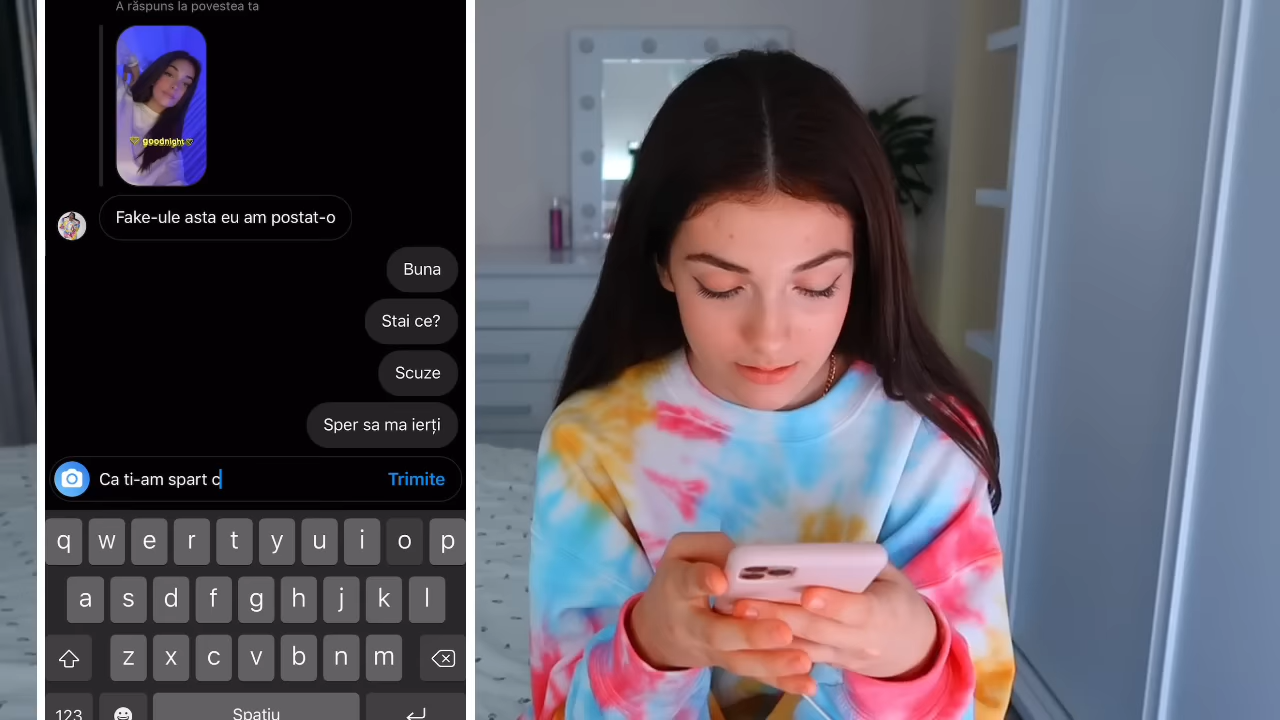 A răspuns la povestea ta
goodnight
Fake-ule asta eu am postat-o
Buna
Stai ce?
Scuze
Sper sa ma ierți
Ca ti-am spart c
Trimite
q w e r t y u i o p
a s d f g h j k l
z x c v b n m
123
Spațiu